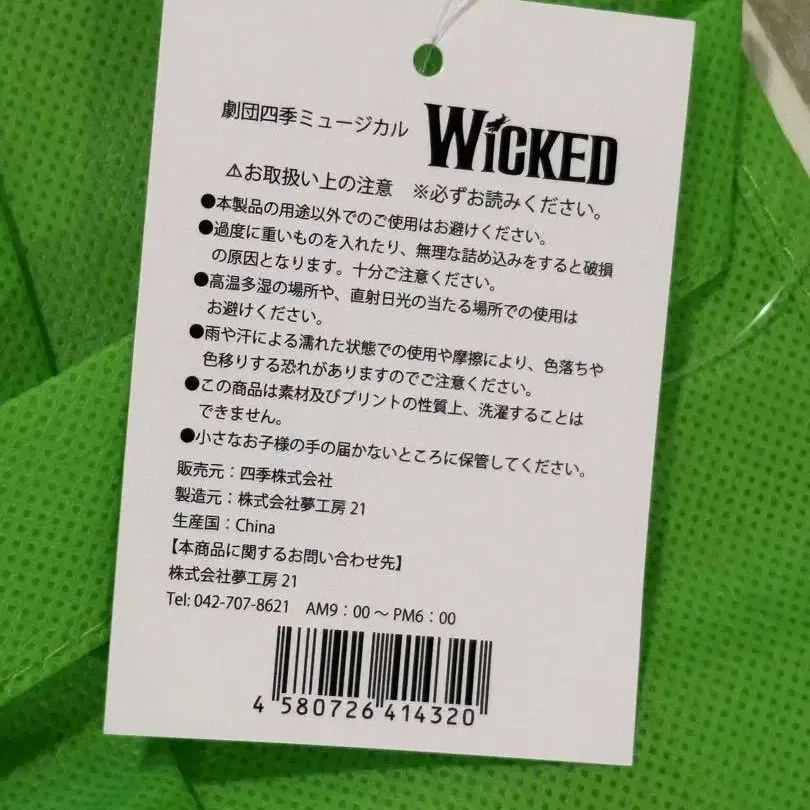 劇団四季ミュージカル WICKED
⚠お取扱い上の注意 ※必ずお読みください。
●本製品の用途以外でのご使用はお避けください。
●過度に重いものを入れたり、無理な詰め込みをすると破損
の原因となります。十分ご注意ください。
●高温多湿の場所や、直射日光の当たる場所での使用は
お避けください。
●雨や汗による濡れた状態での使用や摩擦により、色落ちや
色移りする恐れがありますのでご注意ください。
●この商品は素材及びプリントの性質上、洗濯することは
できません。
●小さなお子様の手の届かないところに保管してください。
販売元：四季株式会社
製造元：株式会社夢工房 21
生産国：China
【本商品に関するお問い合わせ先】
株式会社夢工房 21
Tel: 042-707-8621 AM9：00 〜 PM6：00
4 580726 414320